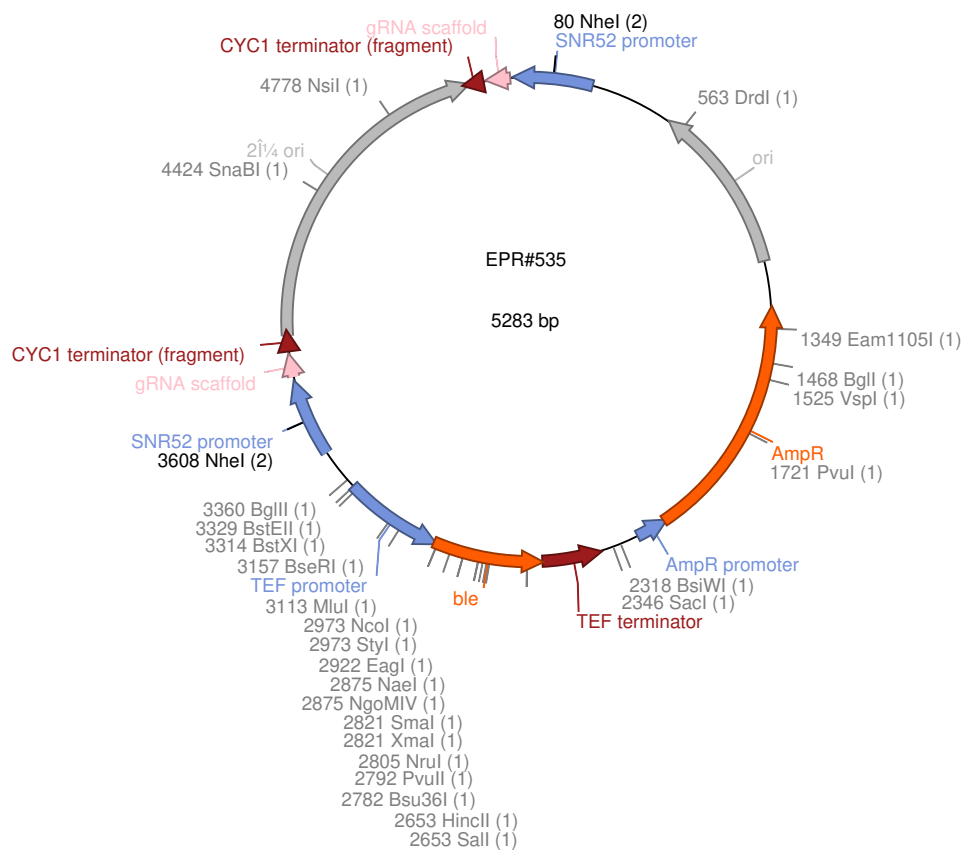 80 NheI (2)
gRNA scaffold
SNR52 promoter
CYC1 terminator (fragment)
4778 NsiI (1)
563 DrdI (1)
2Î¼ ori
ori
4424 SnaBI (1)
EPR#535
5283 bp
1349 Eam1105I (1)
CYC1 terminator (fragment)
1468 BglI (1)
gRNA scaffold
1525 VspI (1)
SNR52 promoter
AmpR
3608 NheI (2)
1721 PvuI (1)
3360 BglII (1)
3329 BstEII (1)
3314 BstXI (1)
3157 BseRI (1)
AmpR promoter
TEF promoter
2318 BsiWI (1)
ble
2346 SacI (1)
3113 MluI (1)
TEF terminator
2973 NcoI (1)
2973 StyI (1)
2922 EagI (1)
2875 NaeI (1)
2875 NgoMIV (1)
2821 SmaI (1)
2821 XmaI (1)
2805 NruI (1)
2792 PvuII (1)
2782 Bsu36I (1)
2653 HincII (1)
2653 SalI (1)